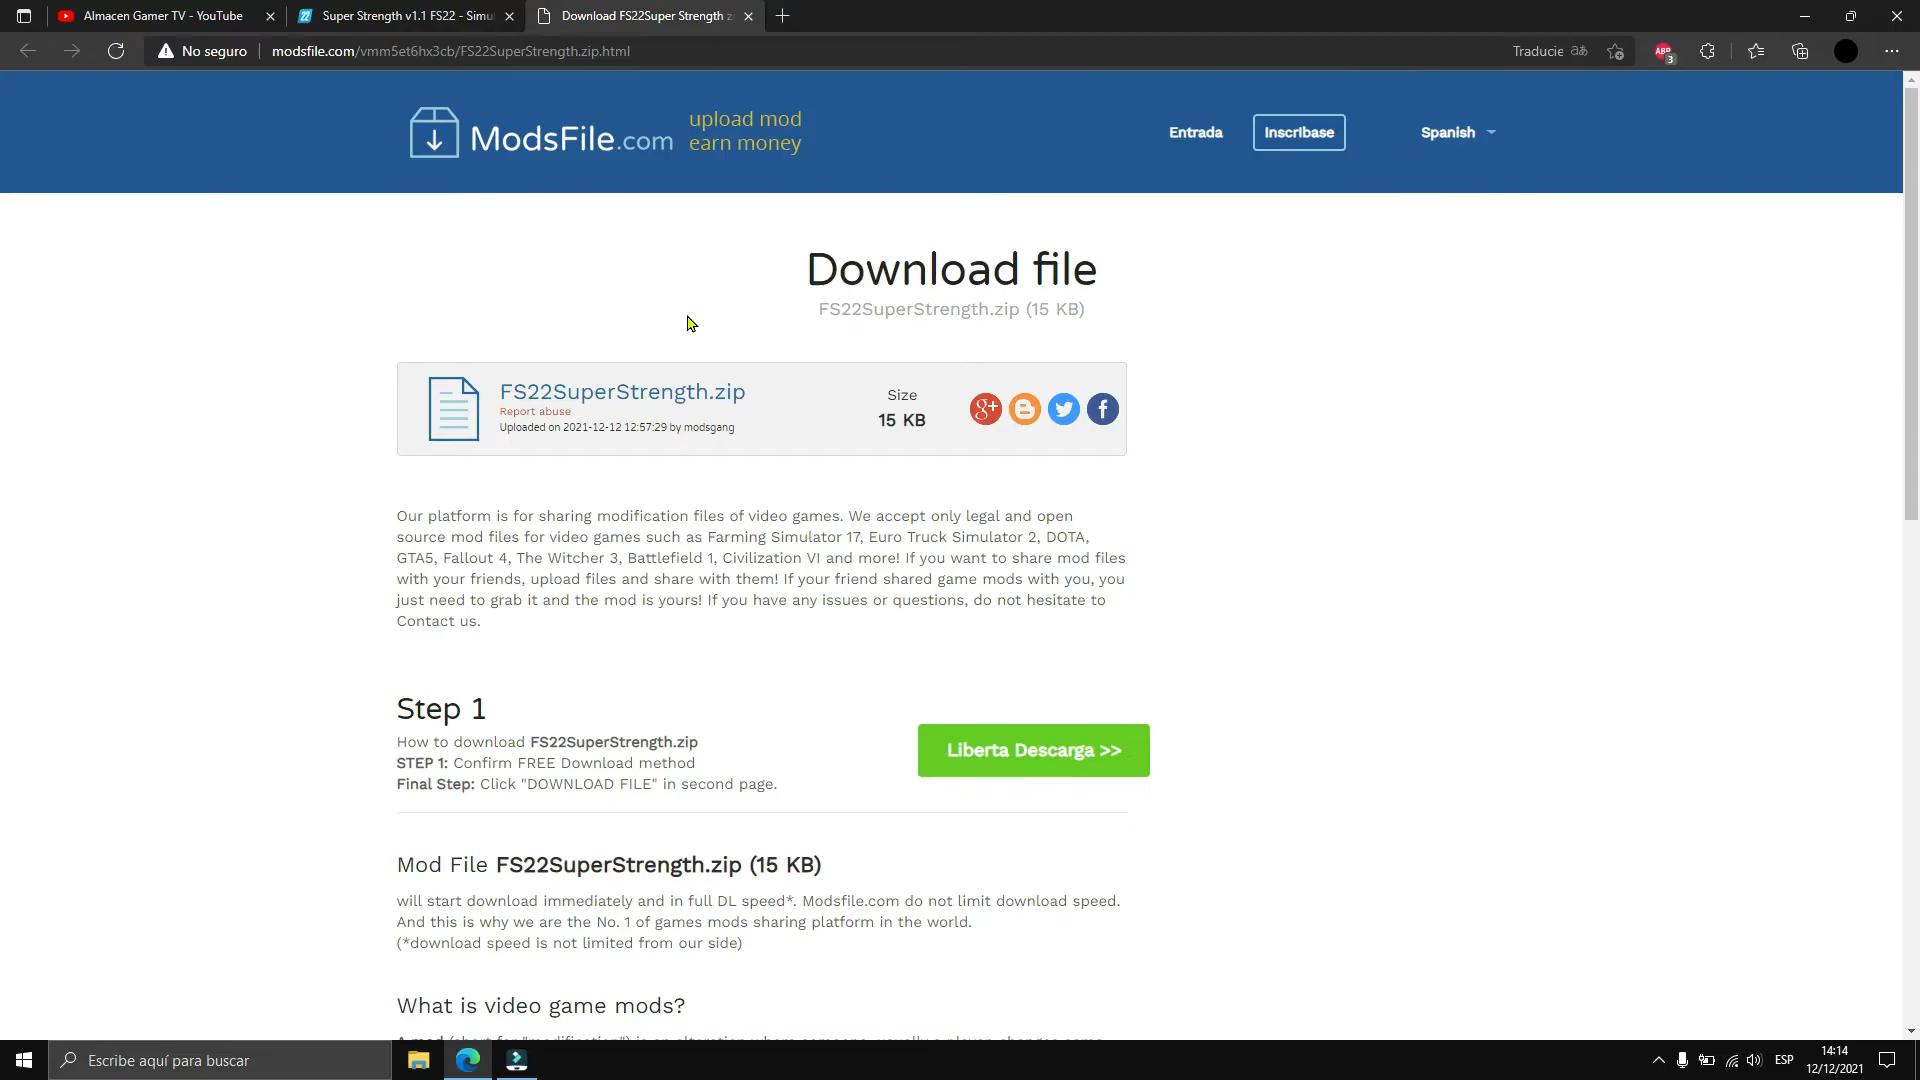 Almacen Gamer TV - YouTube
Super Strength v1.1 FS22 - Simul
Download FS22Super Strength z
No seguro
modsfile.com/vmm5et6hx3cb/FS22SuperStrength.zip.html
Traducie
ABP
3
ModsFile.com
upload mod
earn money
Entrada
InscrIbase
Spanish
Download file
FS22SuperStrength.zip (15 KB)
FS22SuperStrength.zip
Report abuse
Uploaded on 2021-12-12 12:57:29 by modsgang
Size
15 KB
Our platform is for sharing modification files of video games. We accept only legal and open
source mod files for video games such as Farming Simulator 17, Euro Truck Simulator 2, DOTA,
GTA5, Fallout 4, The Witcher 3, Battlefield 1, Civilization VI and more! If you want to share mod files
with your friends, upload files and share with them! If your friend shared game mods with you, you
just need to grab it and the mod is yours! If you have any issues or questions, do not hesitate to
Contact us.
Step 1
How to download FS22SuperStrength.zip
STEP 1: Confirm FREE Download method
Final Step: Click "DOWNLOAD FILE" in second page.
Liberta Descarga >>
Mod File FS22SuperStrength.zip (15 KB)
will start download immediately and in full DL speed*. Modsfile.com do not limit download speed.
And this is why we are the No. 1 of games mods sharing platform in the world.
(*download speed is not limited from our side)
What is video game mods?
Escribe aquí para buscar
ESP
14:14
12/12/2021